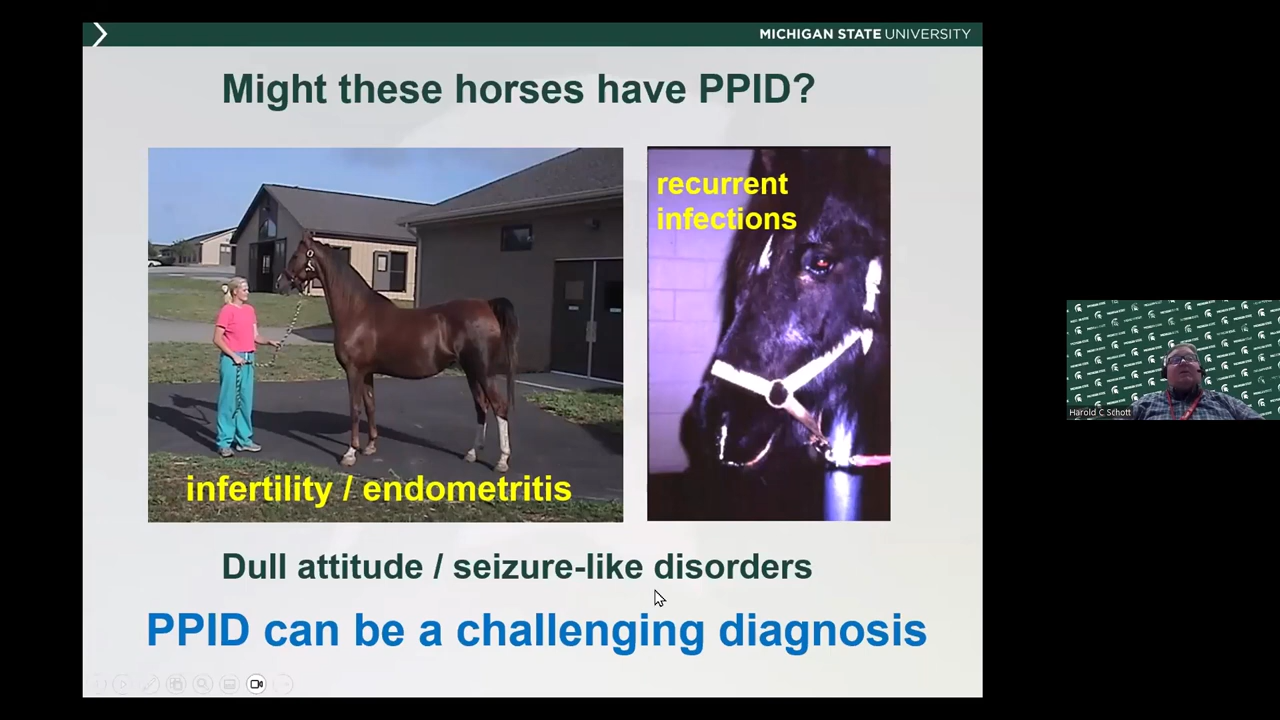 MICHIGAN STATE UNIVERSITY
Might these horses have PPID?
recurrent
infections
infertility / endometritis
Dull attitude / seizure-like disorders
PPID can be a challenging diagnosis
Harold C Schott